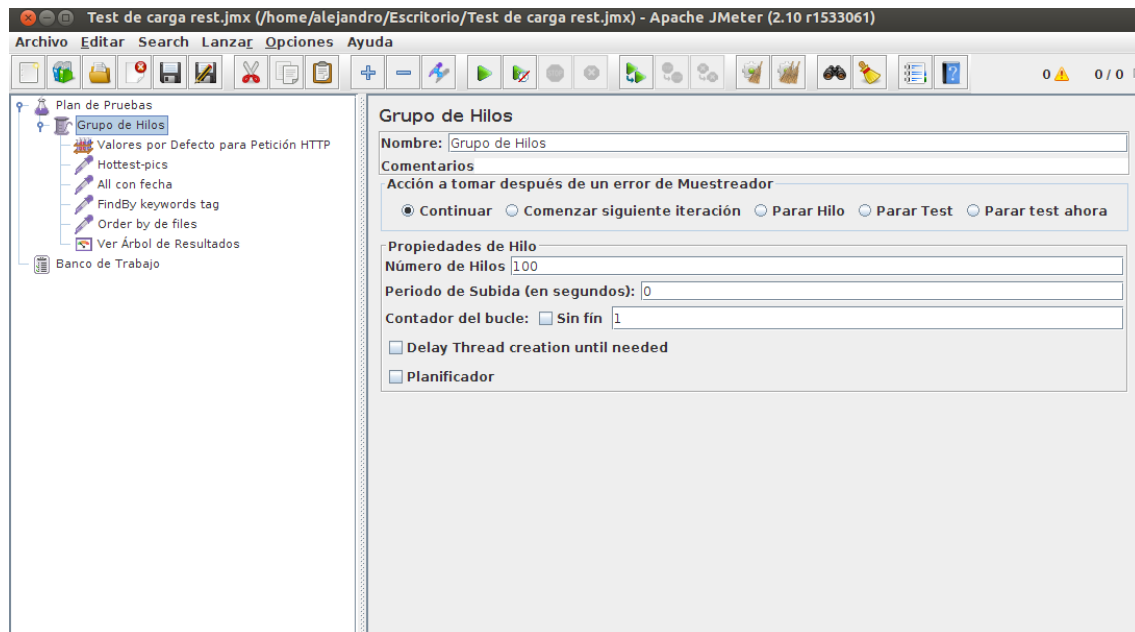 Test de carga rest.jmx (/home/alejandro/Escritorio/Test de carga rest.jmx) - Apache JMeter (2.10 r1533061)
Archivo Editar Search Lanzar Opciones Ayuda
0 0 / 0
Plan de Pruebas
Grupo de Hilos
Valores por Defecto para Petición HTTP
Hottest-pics
All con fecha
FindBy keywords tag
Order by de files
Ver Árbol de Resultados
Banco de Trabajo
Grupo de Hilos
Nombre: Grupo de Hilos
Comentarios
Acción a tomar después de un error de Muestreador
Continuar Comenzar siguiente iteración Parar Hilo Parar Test Parar test ahora
Propiedades de Hilo
Número de Hilos 100
Periodo de Subida (en segundos): 0
Contador del bucle: Sin fín 1
Delay Thread creation until needed
Planificador